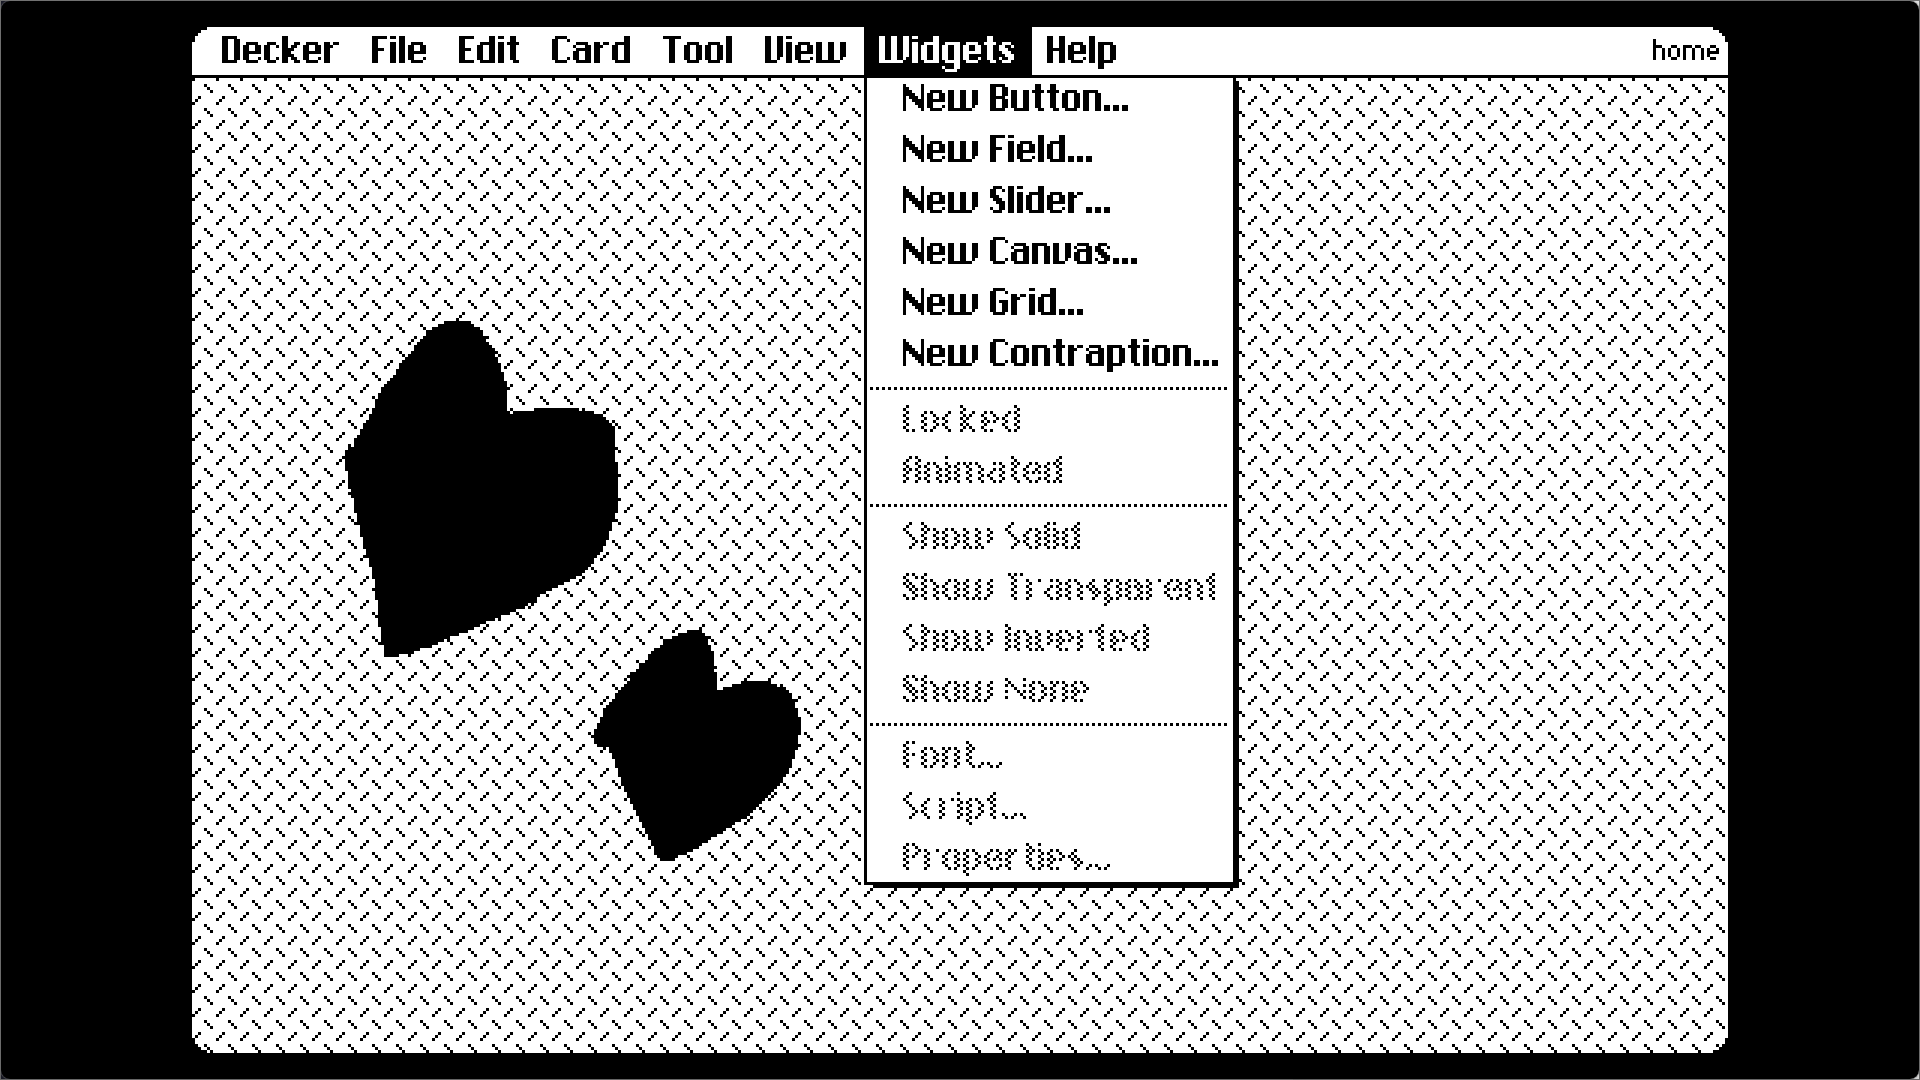 Decker File Edit Card Tool View Widgets Help home
New Button...
New Field...
New Slider...
New Canvas...
New Grid...
New Contraption...
Locked
Animated
Show Solid
Show Transparent
Show Inverted
Show None
Font...
Script...
Properties...